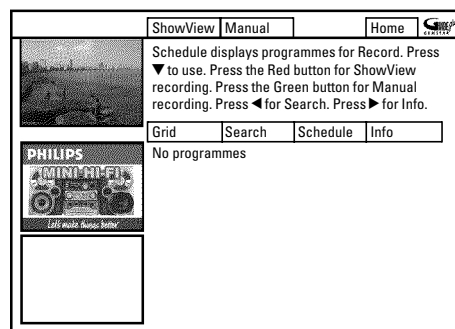 ShowView Manual Home GUIDE
GEMSTAR
Schedule displays programmes for Record. Press
▼ to use. Press the Red button for ShowView
recording. Press the Green button for Manual
recording. Press ◀ for Search. Press ▶ for Info.
Grid Search Schedule Info
No programmes
PHILIPS
MINI HI-FI
Let's make things better